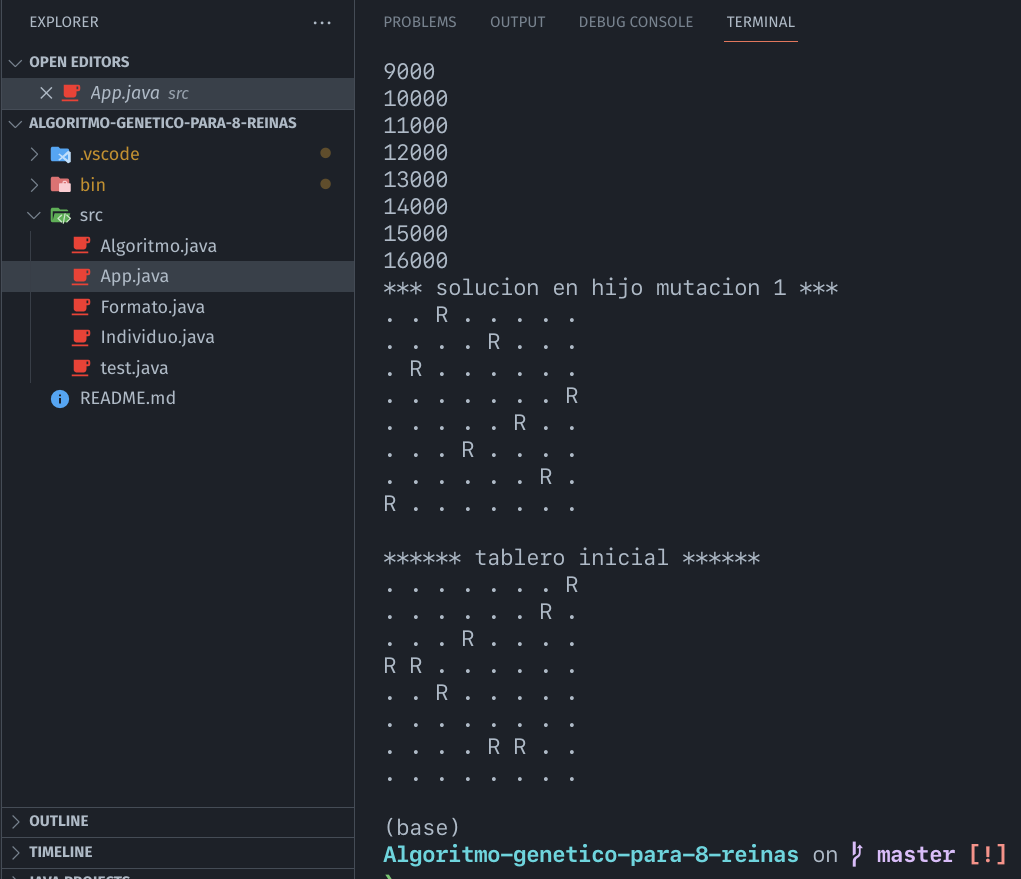 EXPLORER
OPEN EDITORS
App.java src
ALGORITMO-GENETICO-PARA-8-REINAS
.vscode
bin
src
Algoritmo.java
App.java
Formato.java
Individuo.java
test.java
README.md
OUTLINE
TIMELINE
JAVA PROJECTS
PROBLEMS OUTPUT DEBUG CONSOLE TERMINAL
9000
10000
11000
12000
13000
14000
15000
16000
*** solucion en hijo mutacion 1 ***
. . R . . . . .
. . . . R . . .
. R . . . . . .
. . . . . . . R
. . . . . R . .
. . . R . . . .
. . . . . . R .
R . . . . . . .
****** tablero inicial ******
. . . . . . . R
. . . . . . R .
. . . R . . . .
R R . . . . . .
. . R . . . . .
. . . . . . . .
. . . . R R . .
. . . . . . . .
(base)
Algoritmo-genetico-para-8-reinas on master [!]